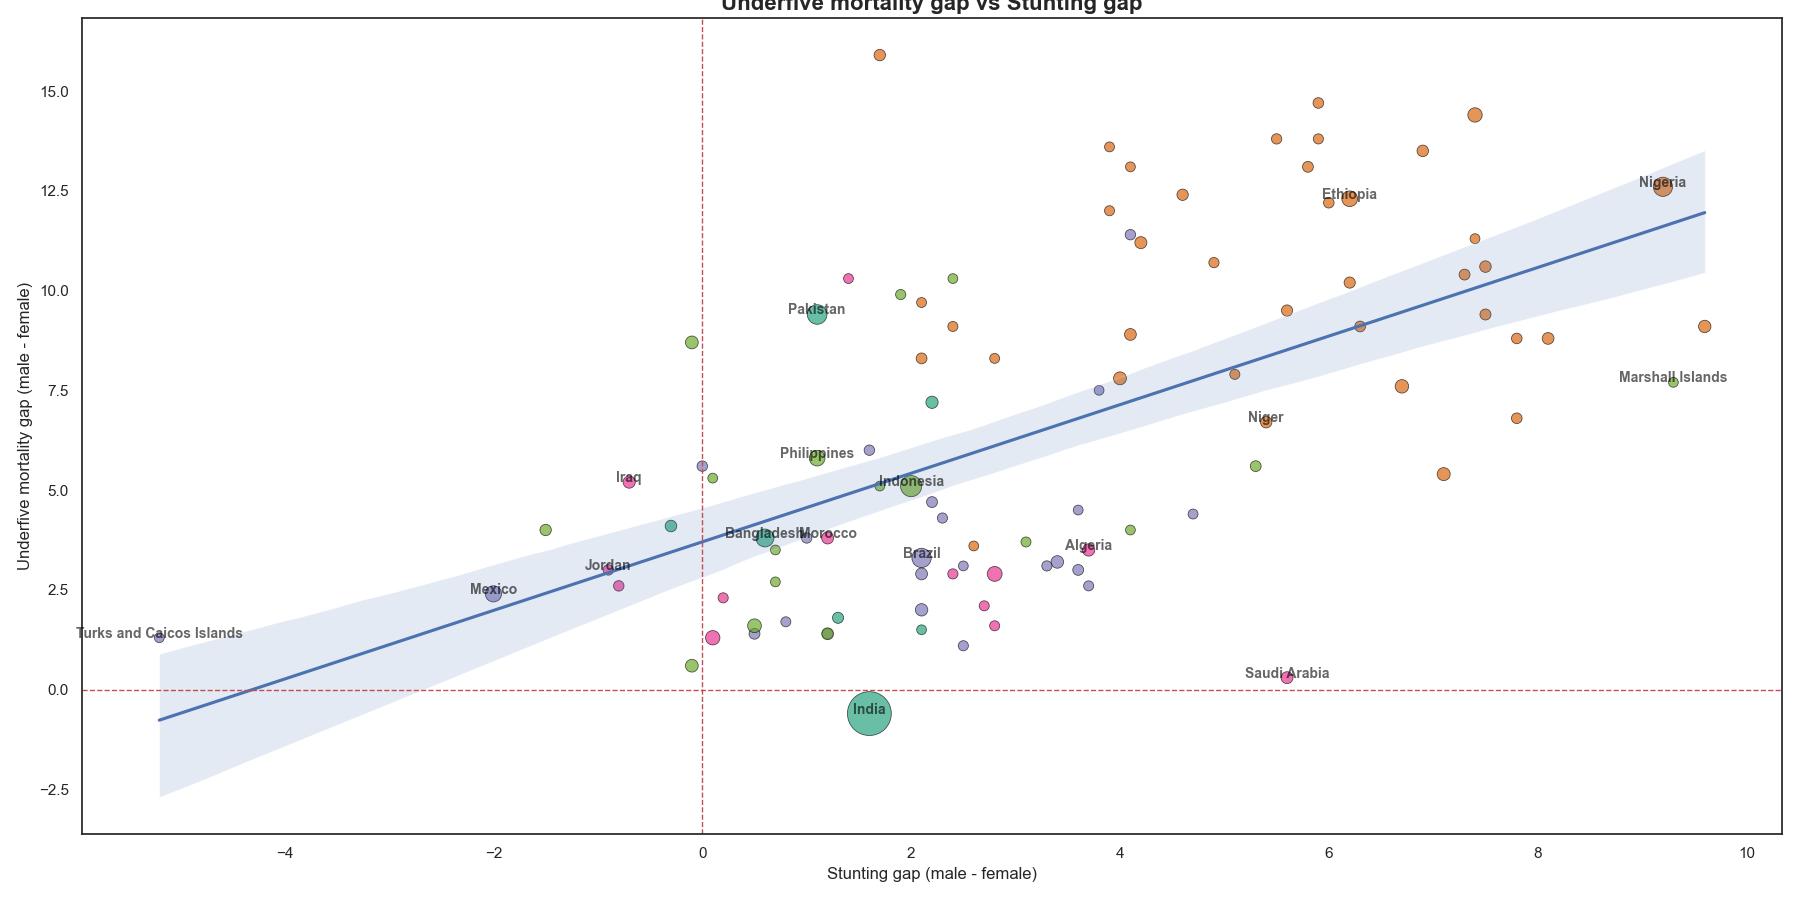 Underfive mortality gap vs Stunting gap
Underfive mortality gap (male - female)
15.0
12.5
10.0
7.5
5.0
2.5
0.0
−2.5
Nigeria
Ethiopia
Pakistan
Marshall Islands
Niger
Philippines
Iraq
Indonesia
Bangladesh
Morocco
Algeria
Brazil
Jordan
Mexico
Turks and Caicos Islands
Saudi Arabia
India
−4
−2
0
2
4
6
8
10
Stunting gap (male - female)